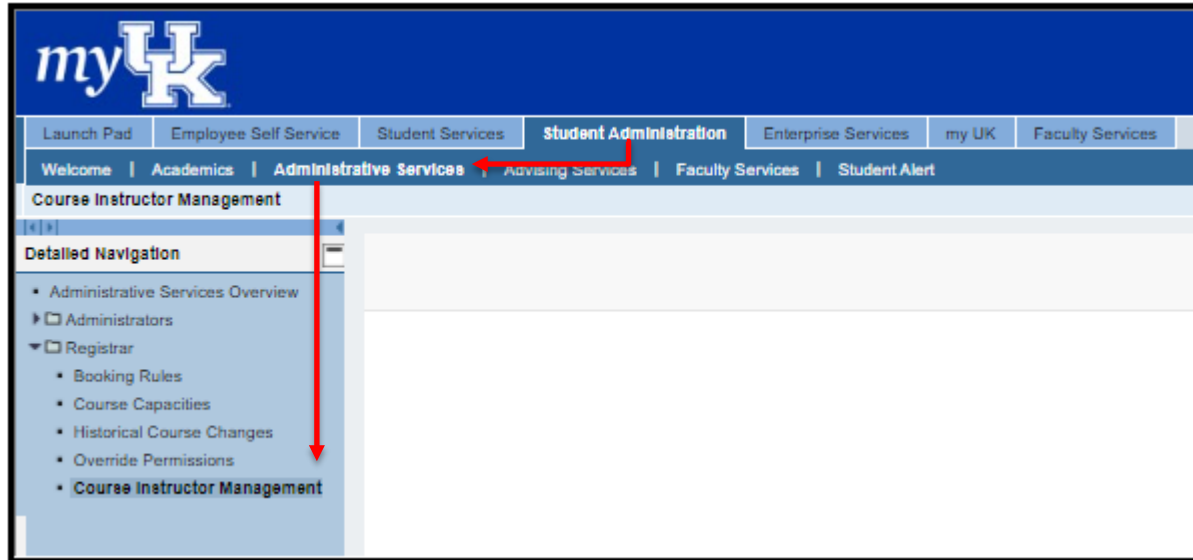 myUK
Launch Pad Employee Self Service Student Services Student Administration Enterprise Services my UK Faculty Services
Welcome | Academics | Administrative Services | Advising Services | Faculty Services | Student Alert
Course Instructor Management
Detailed Navigation
Administrative Services Overview
Administrators
Registrar
Booking Rules
Course Capacities
Historical Course Changes
Override Permissions
Course Instructor Management